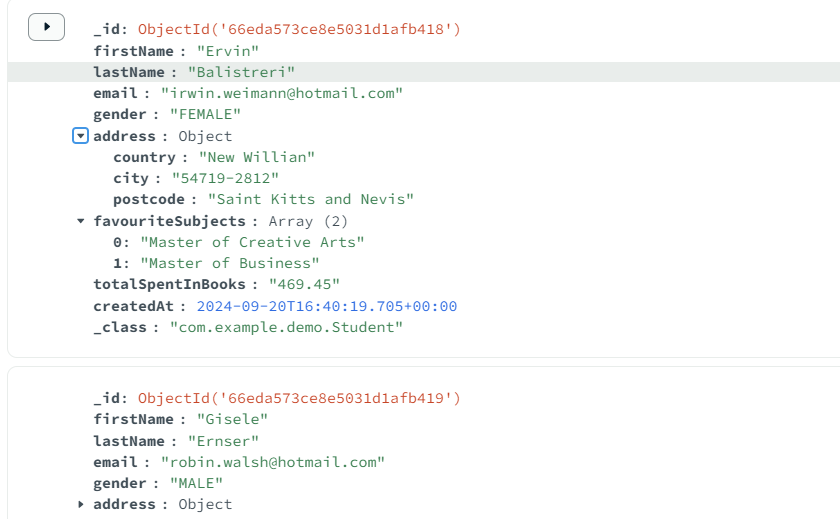 _id: ObjectId('66eda573ce8e5031d1afb418')
firstName : "Ervin"
lastName : "Balistreri"
email : "irwin.weimann@hotmail.com"
gender : "FEMALE"
address : Object
country : "New Willian"
city : "54719-2812"
postcode : "Saint Kitts and Nevis"
favouriteSubjects : Array (2)
0: "Master of Creative Arts"
1: "Master of Business"
totalSpentInBooks : "469.45"
createdAt : 2024-09-20T16:40:19.705+00:00
_class : "com.example.demo.Student"
_id: ObjectId('66eda573ce8e5031d1afb419')
firstName : "Gisele"
lastName : "Ernser"
email : "robin.walsh@hotmail.com"
gender : "MALE"
address : Object